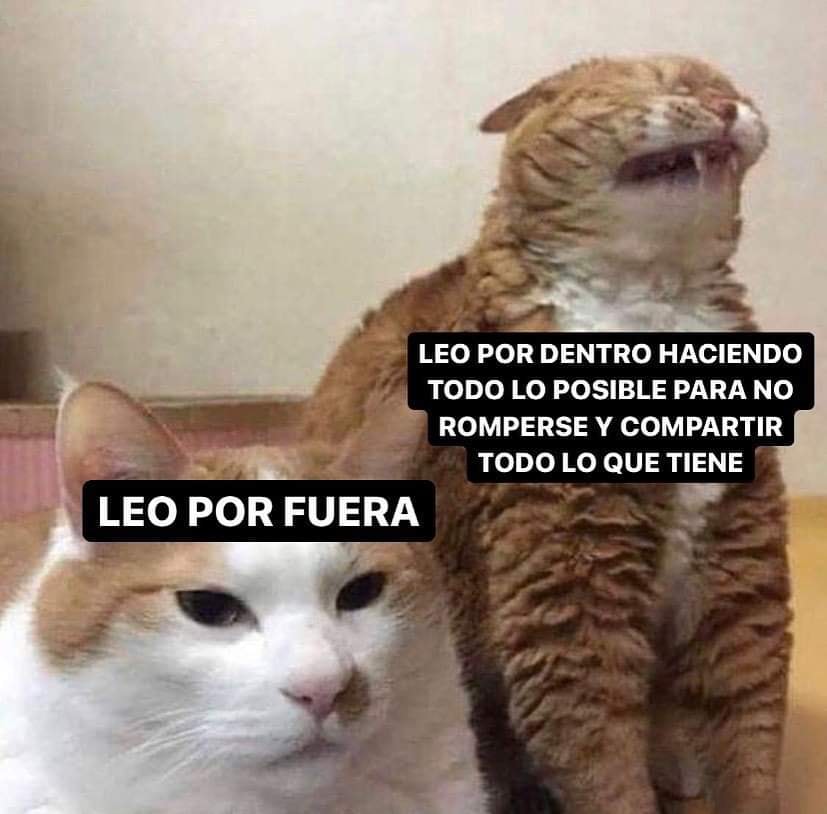 LEO POR DENTRO HACIENDO
TODO LO POSIBLE PARA NO
ROMPERSE Y COMPARTIR
TODO LO QUE TIENE
LEO POR FUERA